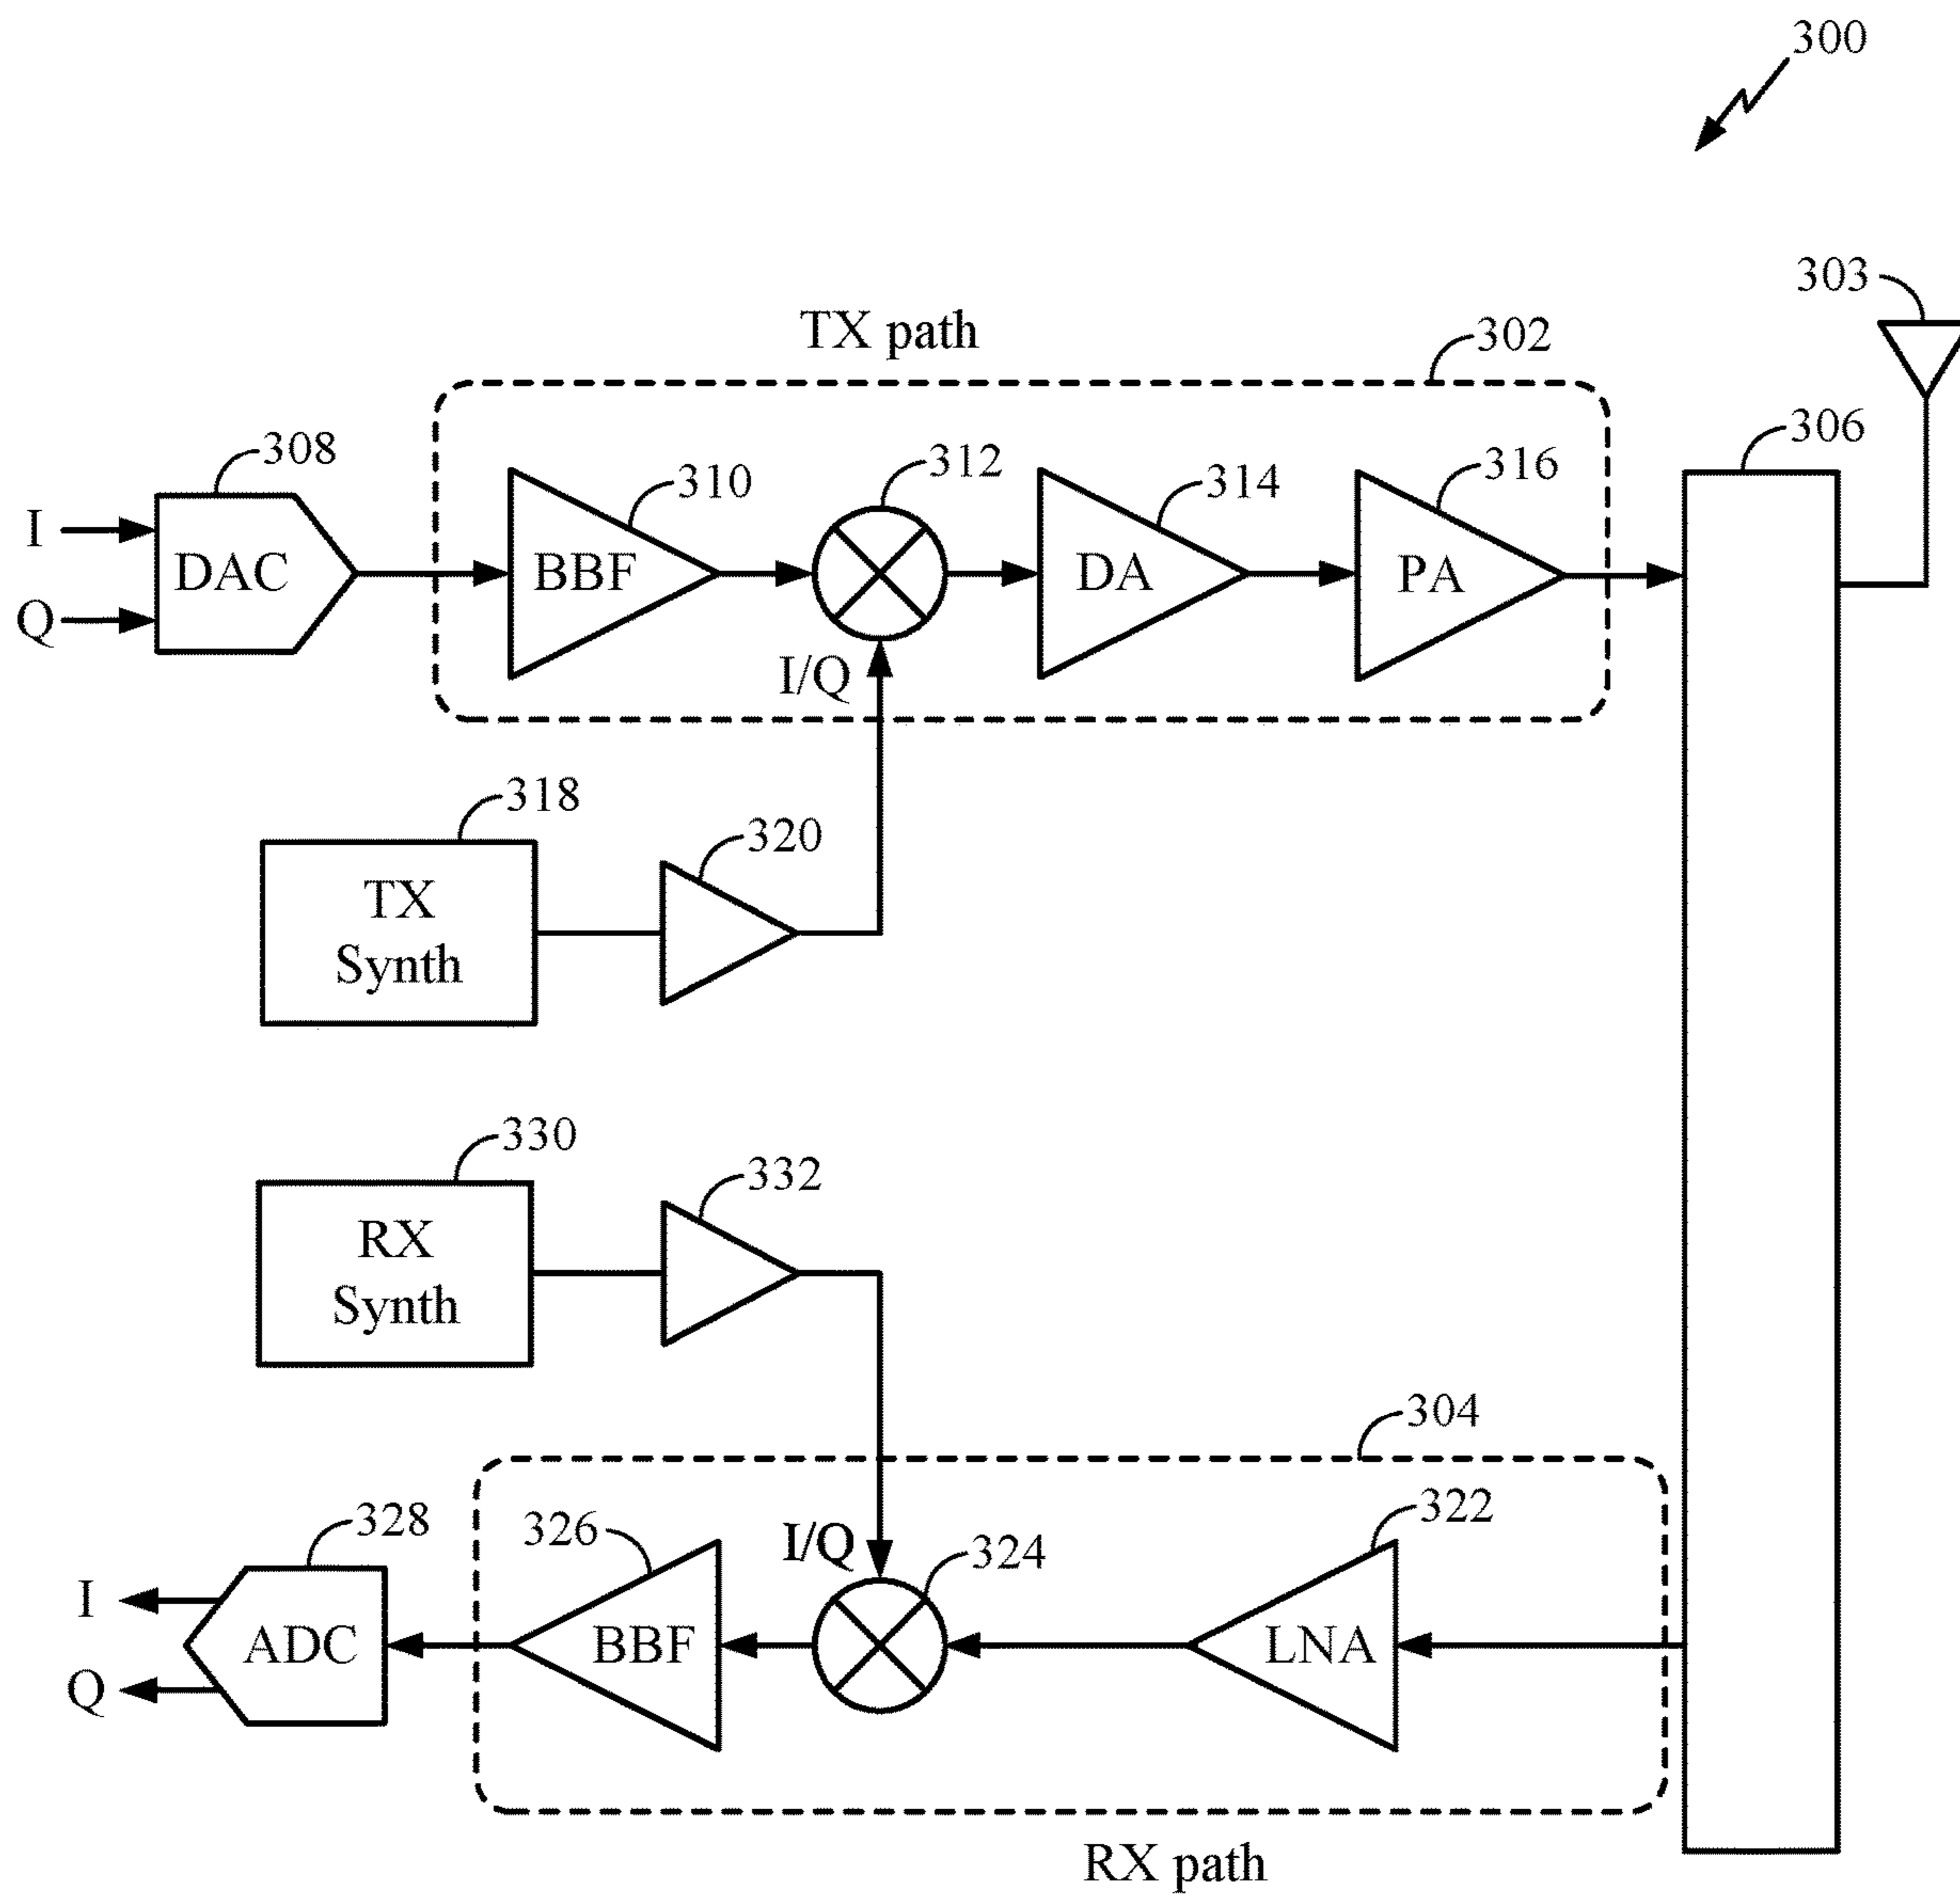 300
303
TX path
302
306
308
310
312
314
316
I
DAC
BBF
DA
PA
Q
I/Q
318
320
TX
Synth
330
332
RX
Synth
304
322
328
326
I/Q
324
I
ADC
BBF
LNA
Q
RX path